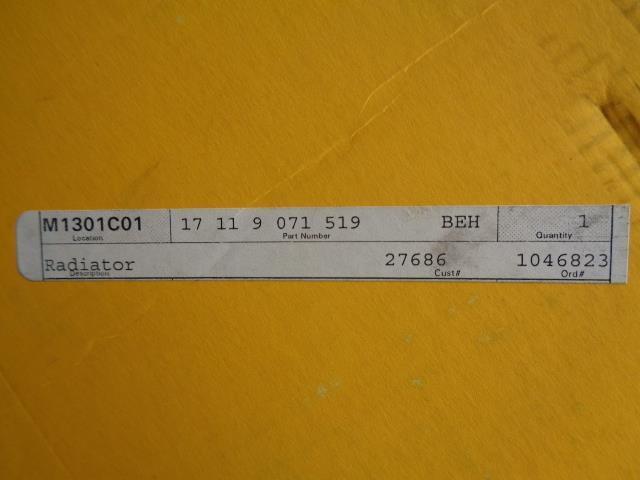 M1301C01 17 11 9 071 519 BEH 1
Location Part Number Quantity
Radiator 27686 1046823
Description Cust# Ord#